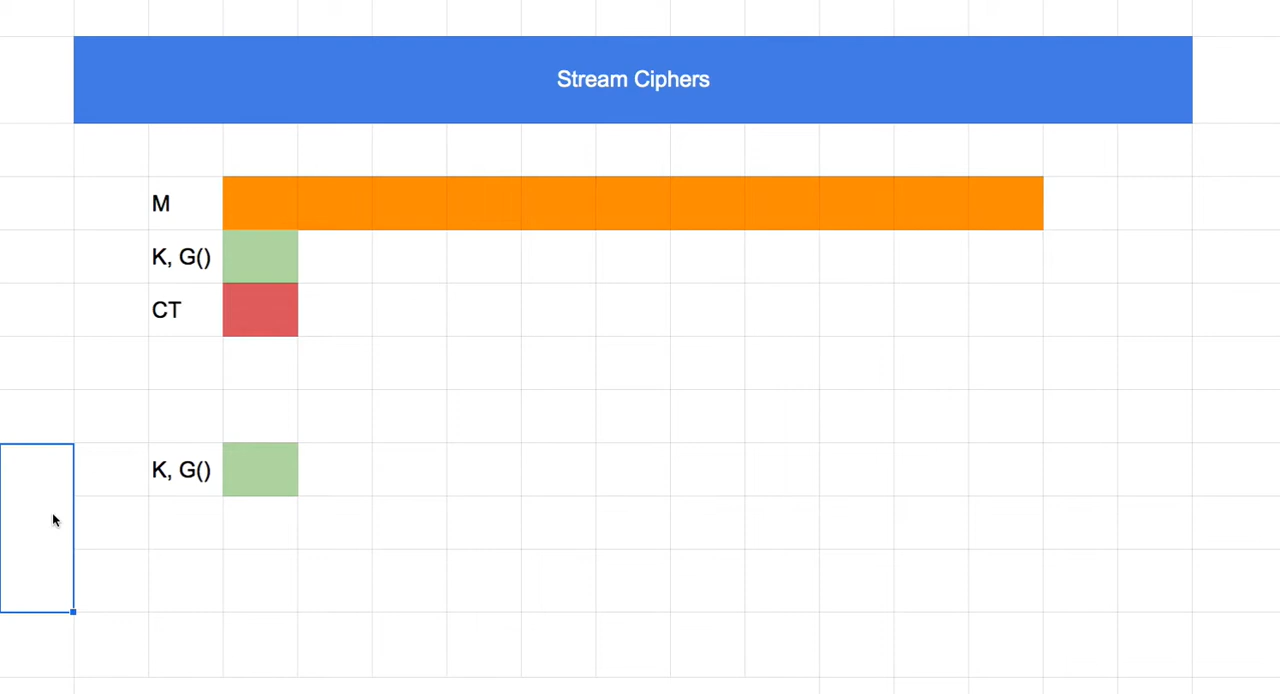 Stream Ciphers
M
K, G()
CT
K, G()